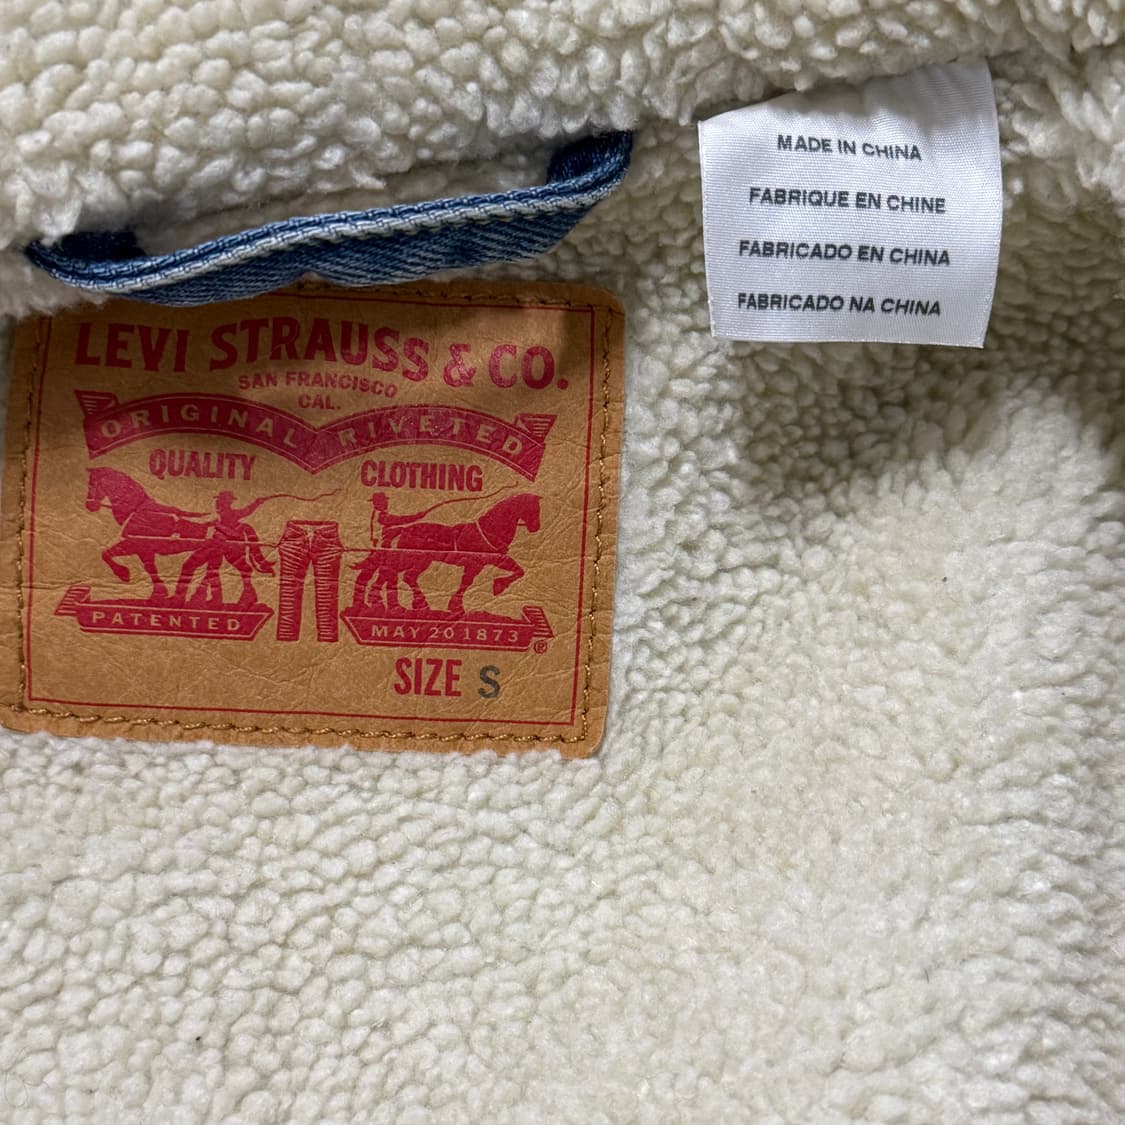 LEVI STRAUSS & CO.
SAN FRANCISCO
CAL.
ORIGINAL RIVETED
QUALITY CLOTHING
PATENTED MAY 20 1873 ®
SIZE S
MADE IN CHINA
FABRIQUE EN CHINE
FABRICADO EN CHINA
FABRICADO NA CHINA